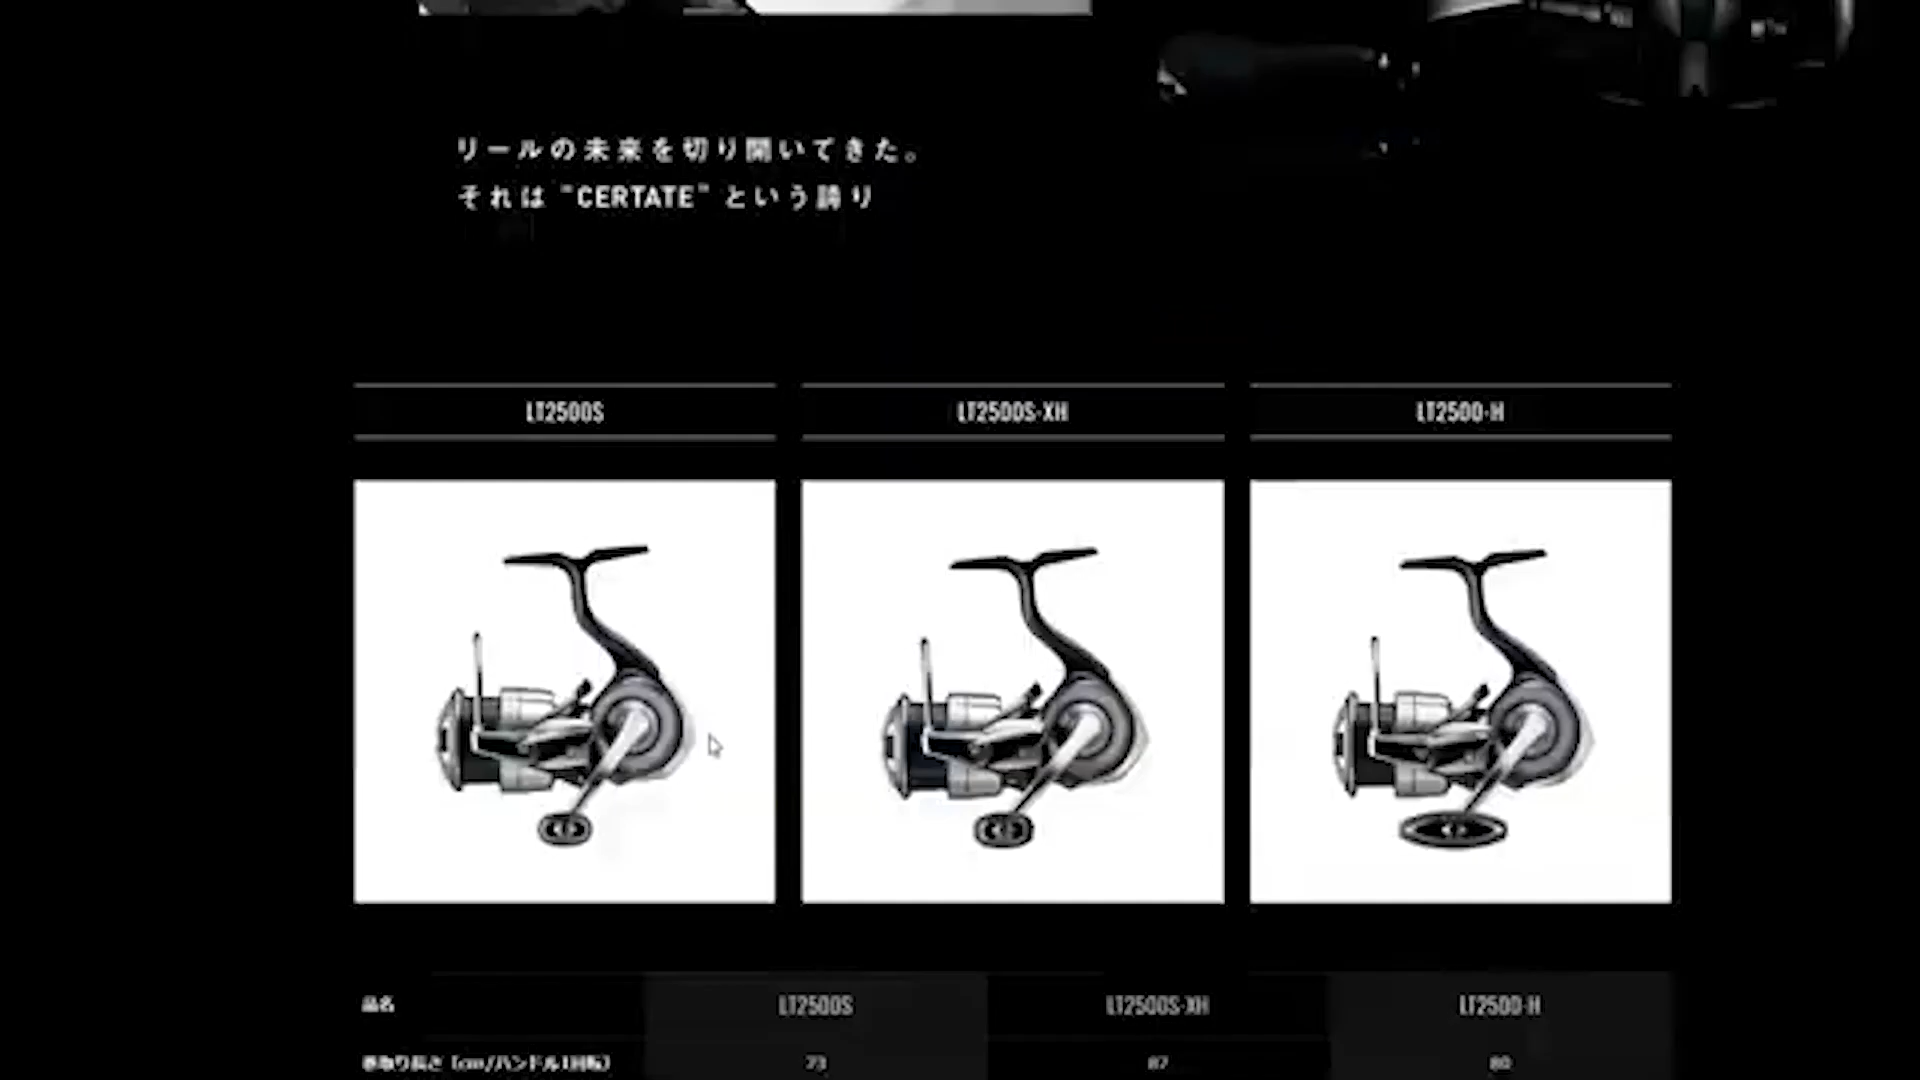 リールの未来を切り開いてきた。
それは "CERTATE" という誇り
LT2500S
LT2500S-XH
LT2500-H
品名 LT2500S LT2500S-XH LT2500-H
巻取り長さ（cm/ハンドル1回転） 73 87 80